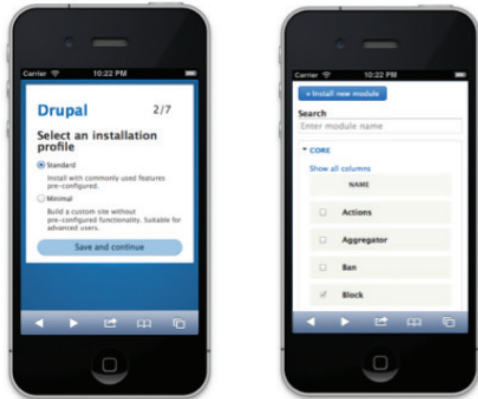 Carrier 10:22 PM
Drupal 2/7
Select an installation
profile
Standard
Install with commonly used features
pre-configured.
Minimal
Build a custom site without
pre-configured functionality. Suitable for
advanced users.
Save and continue
Carrier 10:22 PM
+ Install new module
Search
Enter module name
CORE
Show all columns
NAME
Actions
Aggregator
Ban
Block